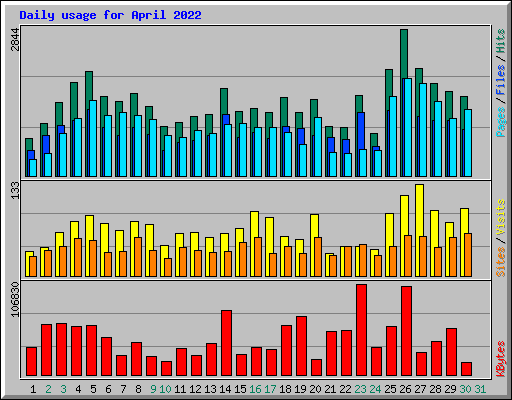 Daily usage for April 2022
2844
Pages / Files / Hits
133
Sites / Visits
106830
KBytes
1 2 3 4 5 6 7 8 9 10 11 12 13 14 15 16 17 18 19 20 21 22 23 24 25 26 27 28 29 30 31